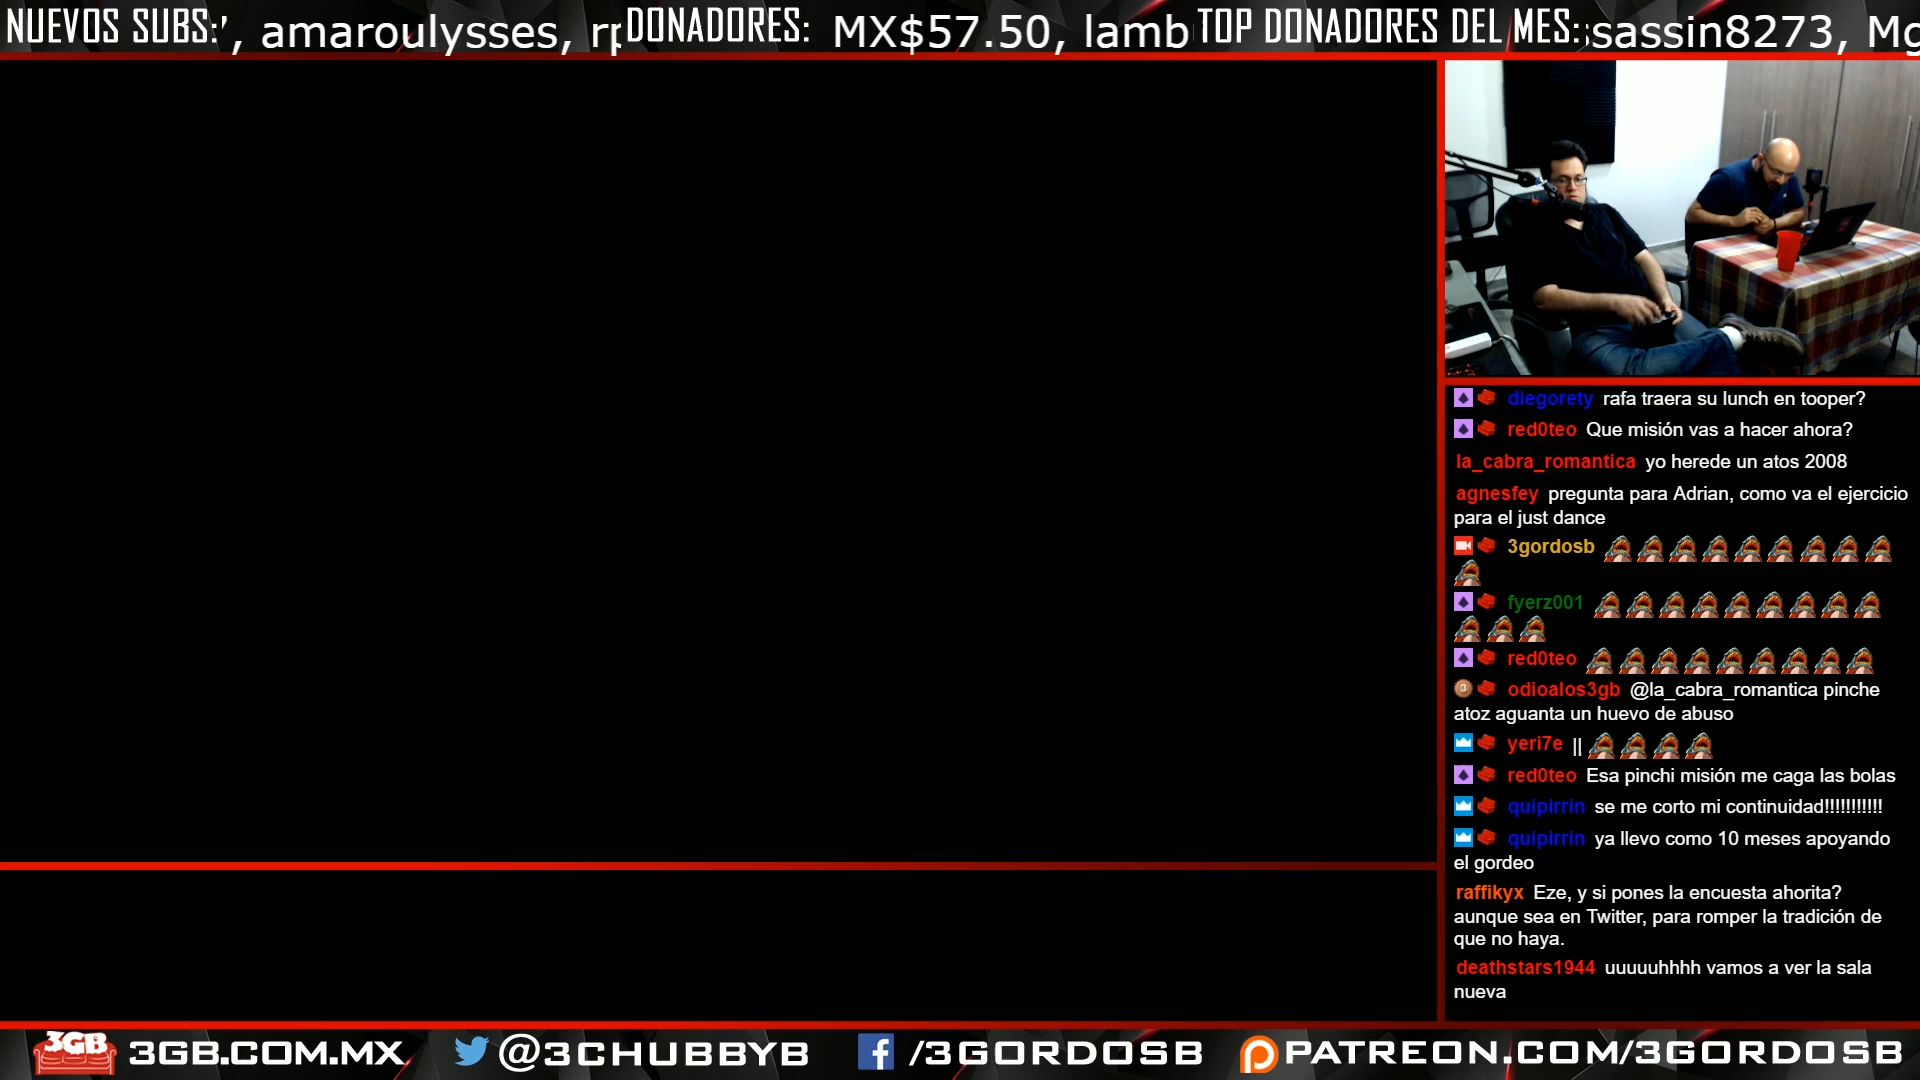 NUEVOS SUBS: ', amaroulysses, DONADORES: MX$57.50, lamb TOP DONADORES DEL MES: ssassin8273, Mg
diegorety rafa traera su lunch en tooper?
red0teo Que misión vas a hacer ahora?
la_cabra_romantica yo herede un atos 2008
agnesfey pregunta para Adrian, como va el ejercicio
para el just dance
3gordosb
fyerz001
red0teo
3 odioalos3gb @la_cabra_romantica pinche
atoz aguanta un huevo de abuso
yeri7e ||
red0teo Esa pinchi misión me caga las bolas
quipirrin se me corto mi continuidad!!!!!!!!!!!
quipirrin ya llevo como 10 meses apoyando
el gordeo
raffikyx Eze, y si pones la encuesta ahorita?
aunque sea en Twitter, para romper la tradición de
que no haya.
deathstars1944 uuuuuhhhh vamos a ver la sala
nueva
3GB 3GB.COM.MX @3CHUBBYB /3GORDOSB PATREON.COM/3GORDOSB